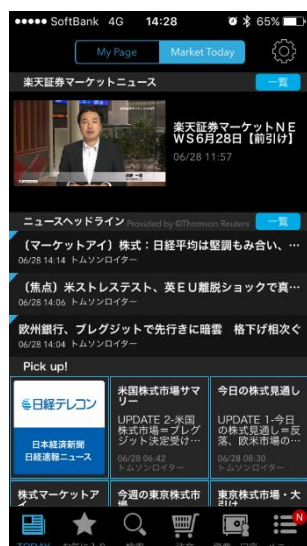 SoftBank 4G 14:28 65%
My Page Market Today
楽天証券マーケットニュース 一覧
楽天証券マーケットNE
WS6月28日【前引け】
06/28 11:57
ニュースヘッドライン Provided by ©Thomson Reuters 一覧
〔マーケットアイ〕株式：日経平均は堅調もみ合い、…
06/28 14:14 トムソンロイター
〔焦点〕米ストレステスト、英EU離脱ショックで真…
06/28 14:06 トムソンロイター
欧州銀行、ブレグジットで先行きに暗雲 格下げ相次ぐ
06/28 14:04 トムソンロイター
Pick up!
日経テレコン
日本経済新聞
日経速報ニュース
米国株式市場サマ
リー
UPDATE 2-米国
株式市場＝ブレグ
ジット決定受け…
06/28 06:42
トムソンロイター
今日の株式見通し
UPDATE 1-今日
の株式見通し＝反
落、欧米市場の…
06/28 08:30
トムソンロイター
株式マーケットア
今週の東京株式市
東京株式市場・大
N
TODAY